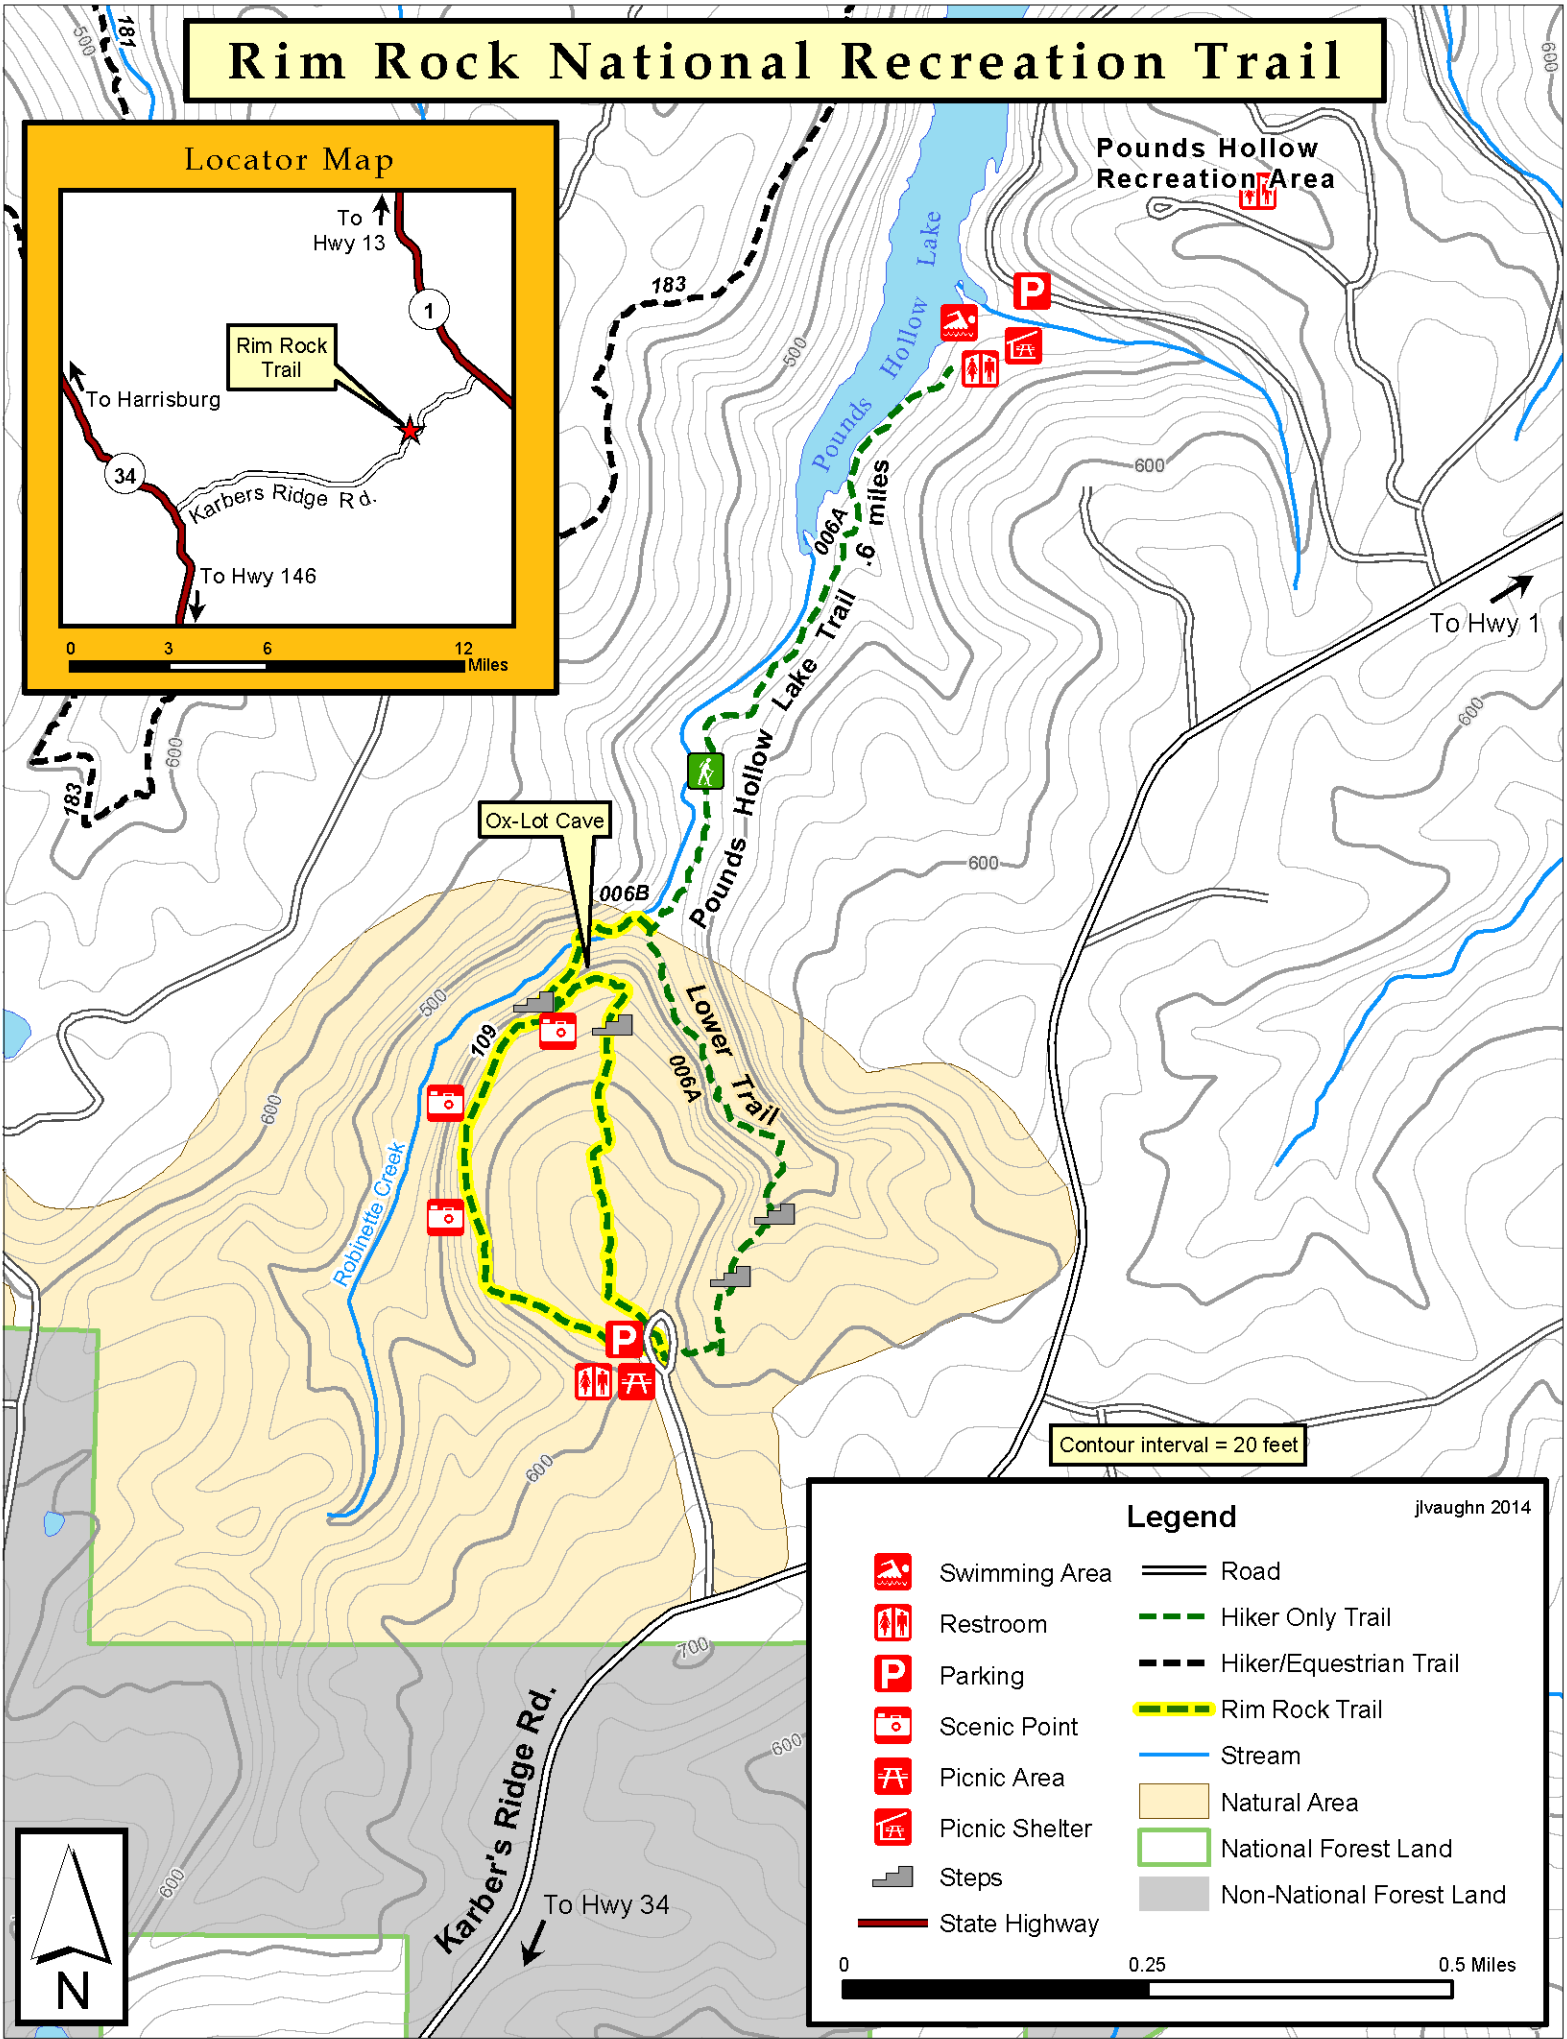 Rim Rock National Recreation Trail
181
500
600
Locator Map
To
Hwy 13
1
Rim Rock
Trail
To Harrisburg
34
Karbers Ridge Rd.
To Hwy 146
0 3 6 12
Miles
Pounds Hollow
Recreation Area
183
500
Pounds Hollow Lake
P
600
006A
Pounds Hollow Lake Trail .6 miles
To Hwy 1
600
600
183
600
Ox-Lot Cave
006B
500
109
Lower Trail
006A
600
Robinette Creek
P
600
Contour interval = 20 feet
700
600
Karber's Ridge Rd.
To Hwy 34
600
N
Legend
jlvaughn 2014
Swimming Area
Restroom
P Parking
Scenic Point
Picnic Area
Picnic Shelter
Steps
State Highway
Road
Hiker Only Trail
Hiker/Equestrian Trail
Rim Rock Trail
Stream
Natural Area
National Forest Land
Non-National Forest Land
0 0.25 0.5 Miles